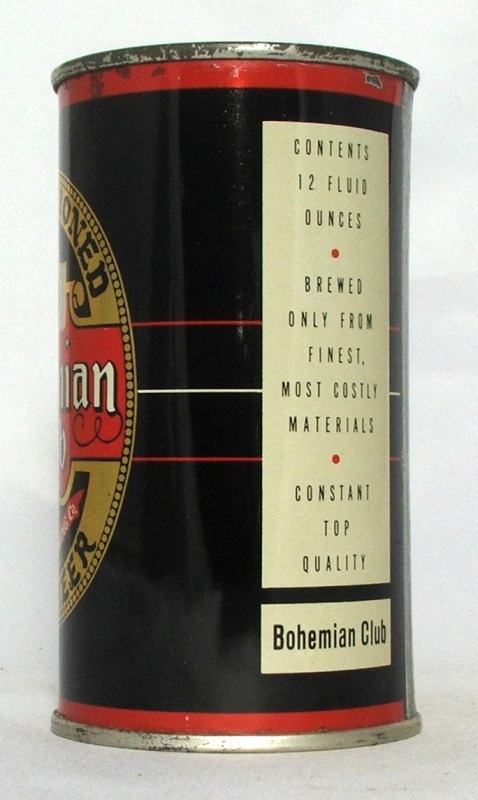 CONTENTS
12 FLUID
OUNCES
BREWED
ONLY FROM
FINEST,
MOST COSTLY
MATERIALS
CONSTANT
TOP
QUALITY
Bohemian Club